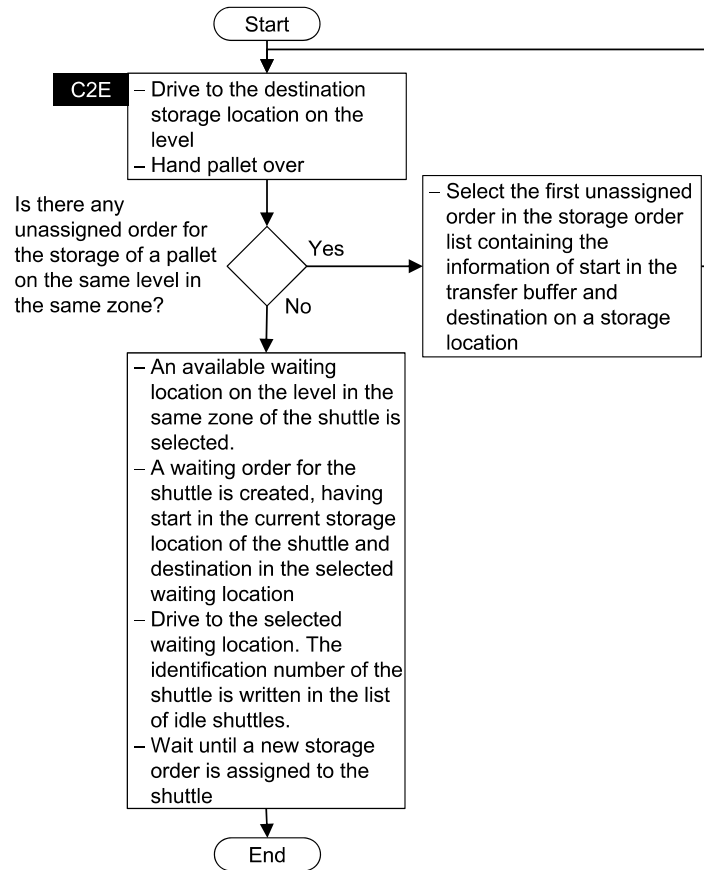 Start
C2E
– Drive to the destination
storage location on the
level
– Hand pallet over
Is there any
unassigned order for
the storage of a pallet
on the same level in
the same zone?
Yes
No
– Select the first unassigned
order in the storage order
list containing the
information of start in the
transfer buffer and
destination on a storage
location
– An available waiting
location on the level in the
same zone of the shuttle is
selected.
– A waiting order for the
shuttle is created, having
start in the current storage
location of the shuttle and
destination in the selected
waiting location
– Drive to the selected
waiting location. The
identification number of the
shuttle is written in the list
of idle shuttles.
– Wait until a new storage
order is assigned to the
shuttle
End